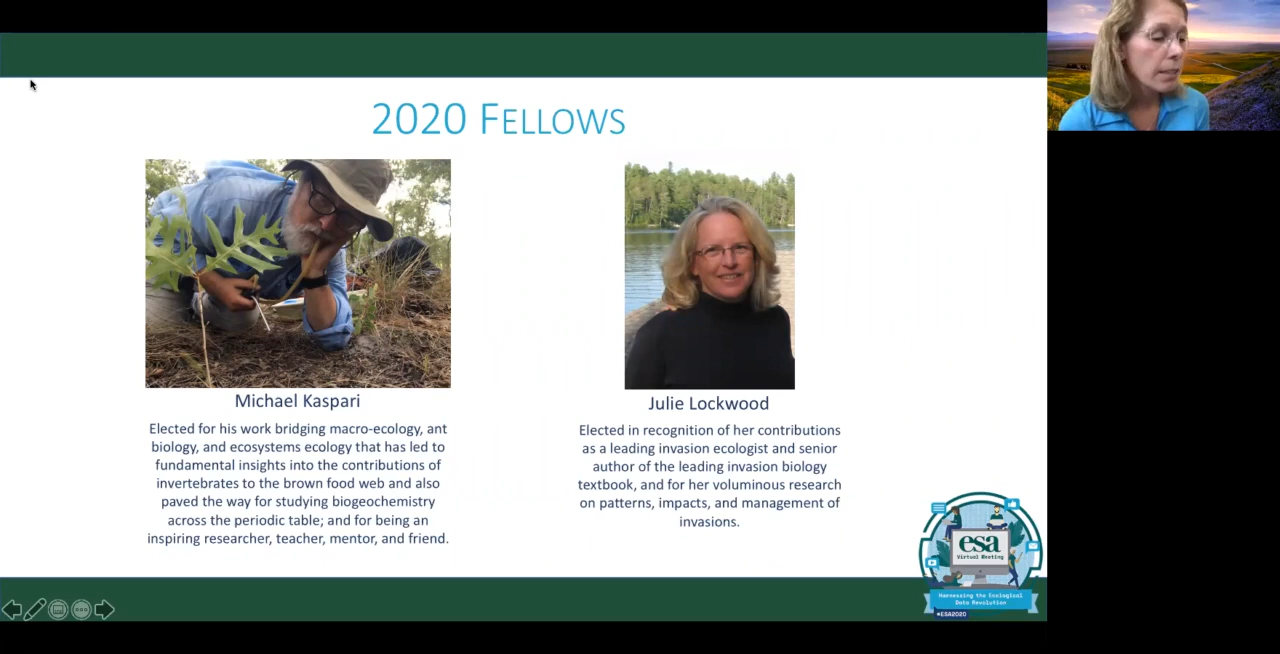 2020 FELLOWS
Michael Kaspari
Elected for his work bridging macro-ecology, ant
biology, and ecosystems ecology that has led to
fundamental insights into the contributions of
invertebrates to the brown food web and also
paved the way for studying biogeochemistry
across the periodic table; and for being an
inspiring researcher, teacher, mentor, and friend.
Julie Lockwood
Elected in recognition of her contributions
as a leading invasion ecologist and senior
author of the leading invasion biology
textbook, and for her voluminous research
on patterns, impacts, and management of
invasions.
esa
Virtual Meeting
Harnessing the Ecological
Data Revolution
#ESA2020